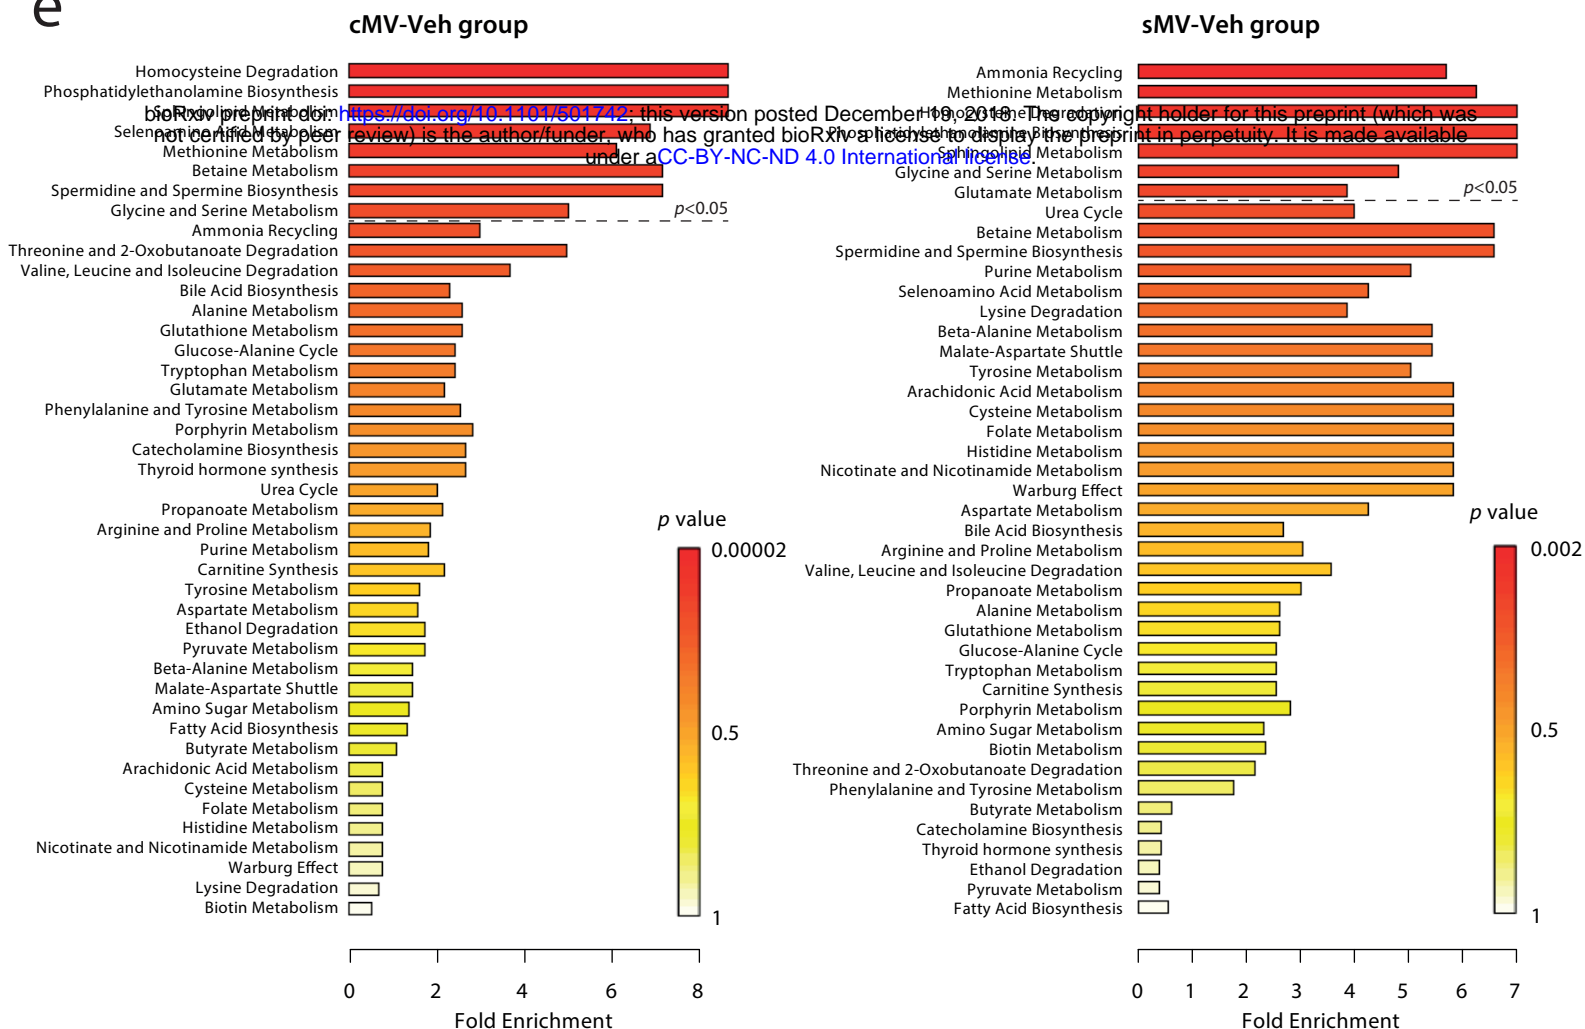 e
cMV-Veh group
Homocysteine Degradation
Phosphatidylethanolamine Biosynthesis
Sphingolipid Metabolism
Selenoamino Acid Metabolism
Methionine Metabolism
Betaine Metabolism
Spermidine and Spermine Biosynthesis
Glycine and Serine Metabolism
p<0.05
Ammonia Recycling
Threonine and 2-Oxobutanoate Degradation
Valine, Leucine and Isoleucine Degradation
Bile Acid Biosynthesis
Alanine Metabolism
Glutathione Metabolism
Glucose-Alanine Cycle
Tryptophan Metabolism
Glutamate Metabolism
Phenylalanine and Tyrosine Metabolism
Porphyrin Metabolism
Catecholamine Biosynthesis
Thyroid hormone synthesis
Urea Cycle
Propanoate Metabolism
Arginine and Proline Metabolism
Purine Metabolism
Carnitine Synthesis
Tyrosine Metabolism
Aspartate Metabolism
Ethanol Degradation
Pyruvate Metabolism
Beta-Alanine Metabolism
Malate-Aspartate Shuttle
Amino Sugar Metabolism
Fatty Acid Biosynthesis
Butyrate Metabolism
Arachidonic Acid Metabolism
Cysteine Metabolism
Folate Metabolism
Histidine Metabolism
Nicotinate and Nicotinamide Metabolism
Warburg Effect
Lysine Degradation
Biotin Metabolism
p value
0.00002
0.5
1
0 2 4 6 8
Fold Enrichment
sMV-Veh group
Ammonia Recycling
Methionine Metabolism
Homocysteine Degradation
Phosphatidylethanolamine Biosynthesis
Sphingolipid Metabolism
Glycine and Serine Metabolism
Glutamate Metabolism
p<0.05
Urea Cycle
Betaine Metabolism
Spermidine and Spermine Biosynthesis
Purine Metabolism
Selenoamino Acid Metabolism
Lysine Degradation
Beta-Alanine Metabolism
Malate-Aspartate Shuttle
Tyrosine Metabolism
Arachidonic Acid Metabolism
Cysteine Metabolism
Folate Metabolism
Histidine Metabolism
Nicotinate and Nicotinamide Metabolism
Warburg Effect
Aspartate Metabolism
Bile Acid Biosynthesis
Arginine and Proline Metabolism
Valine, Leucine and Isoleucine Degradation
Propanoate Metabolism
Alanine Metabolism
Glutathione Metabolism
Glucose-Alanine Cycle
Tryptophan Metabolism
Carnitine Synthesis
Porphyrin Metabolism
Amino Sugar Metabolism
Biotin Metabolism
Threonine and 2-Oxobutanoate Degradation
Phenylalanine and Tyrosine Metabolism
Butyrate Metabolism
Catecholamine Biosynthesis
Thyroid hormone synthesis
Ethanol Degradation
Pyruvate Metabolism
Fatty Acid Biosynthesis
p value
0.002
0.5
1
0 1 2 3 4 5 6 7
Fold Enrichment
bioRxiv preprint doi: https://doi.org/10.1101/501742; this version posted December 19, 2018. The copyright holder for this preprint (which was
not certified by peer review) is the author/funder, who has granted bioRxiv a license to display the preprint in perpetuity. It is made available
under aCC-BY-NC-ND 4.0 International license.